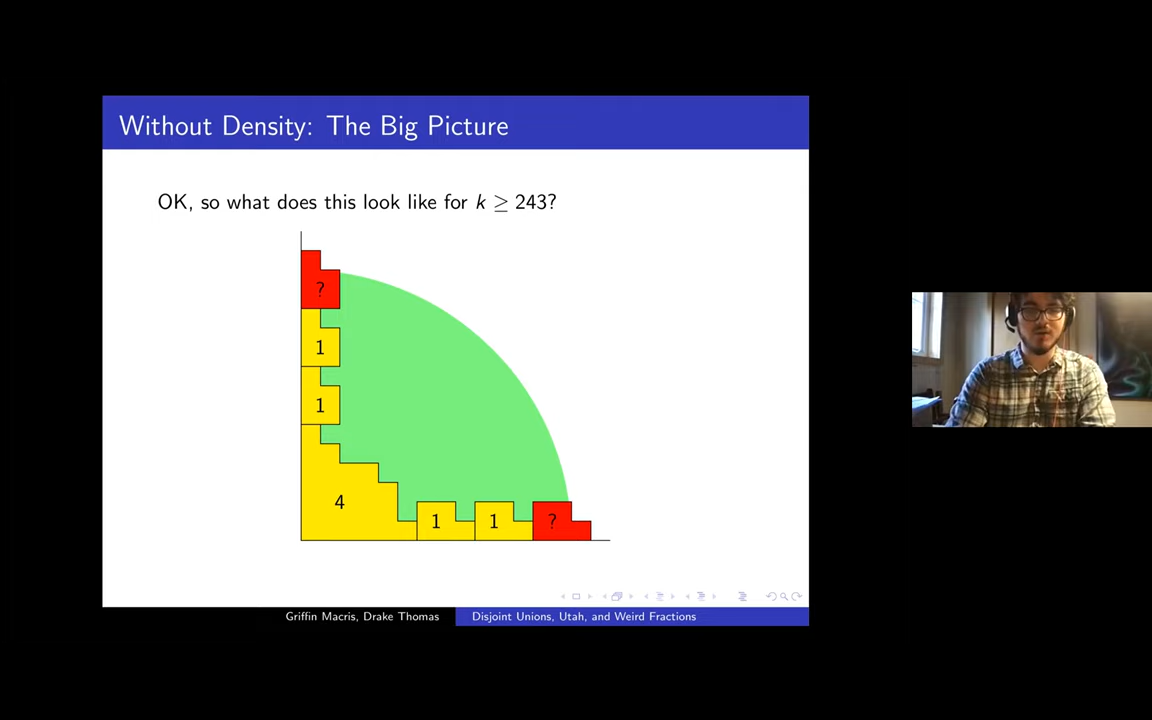 Without Density: The Big Picture
OK, so what does this look like for k ≥ 243?
?
1
1
4
1 1 ?
Griffin Macris, Drake Thomas
Disjoint Unions, Utah, and Weird Fractions